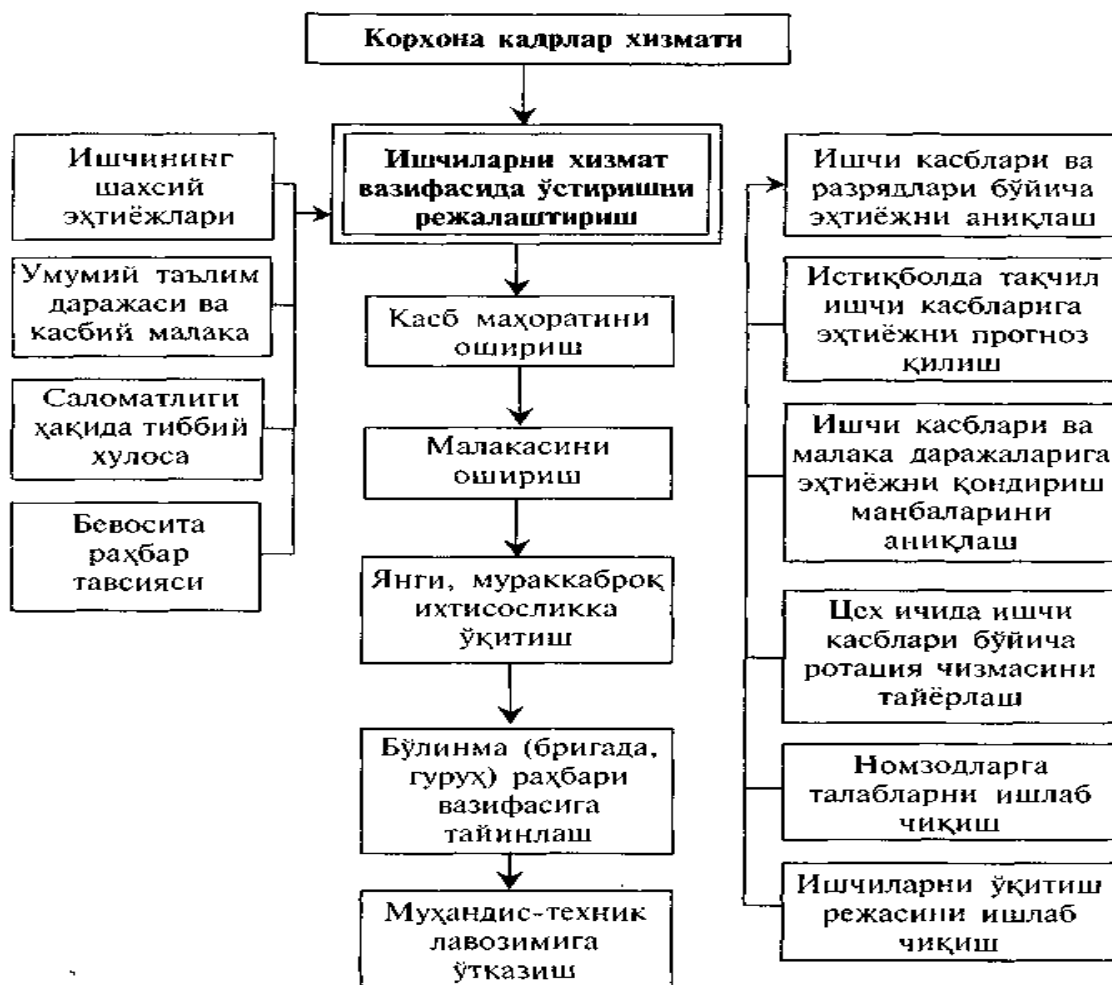 Корхона кадрлар хизмати
Ишчининг
шахсий
эҳтиёжлари
Умумий таълим
даражаси ва
касбий малака
Саломатлиги
ҳақида тиббий
хулоса
Бевосита
раҳбар
тавсияси
Ишчиларни хизмат
вазифасида ўстиришни
режалаштириш
Касб маҳоратини
ошириш
Малакасини
ошириш
Янги, мураккаброқ
ихтисосликка
ўқитиш
Бўлинма (бригада,
гуруҳ) раҳбари
вазифасига
тайинлаш
Муҳандис-техник
лавозимига
ўтказиш
Ишчи касблари ва
разрядлари бўйича
эҳтиёжни аниқлаш
Истиқболда тақчил
ишчи касбларига
эҳтиёжни прогноз
қилиш
Ишчи касблари ва
малака даражаларига
эҳтиёжни қондириш
манбаларини
аниқлаш
Цех ичида ишчи
касблари бўйича
ротация чизмасини
тайёрлаш
Номзодларга
талабларни ишлаб
чиқиш
Ишчиларни ўқитиш
режасини ишлаб
чиқиш